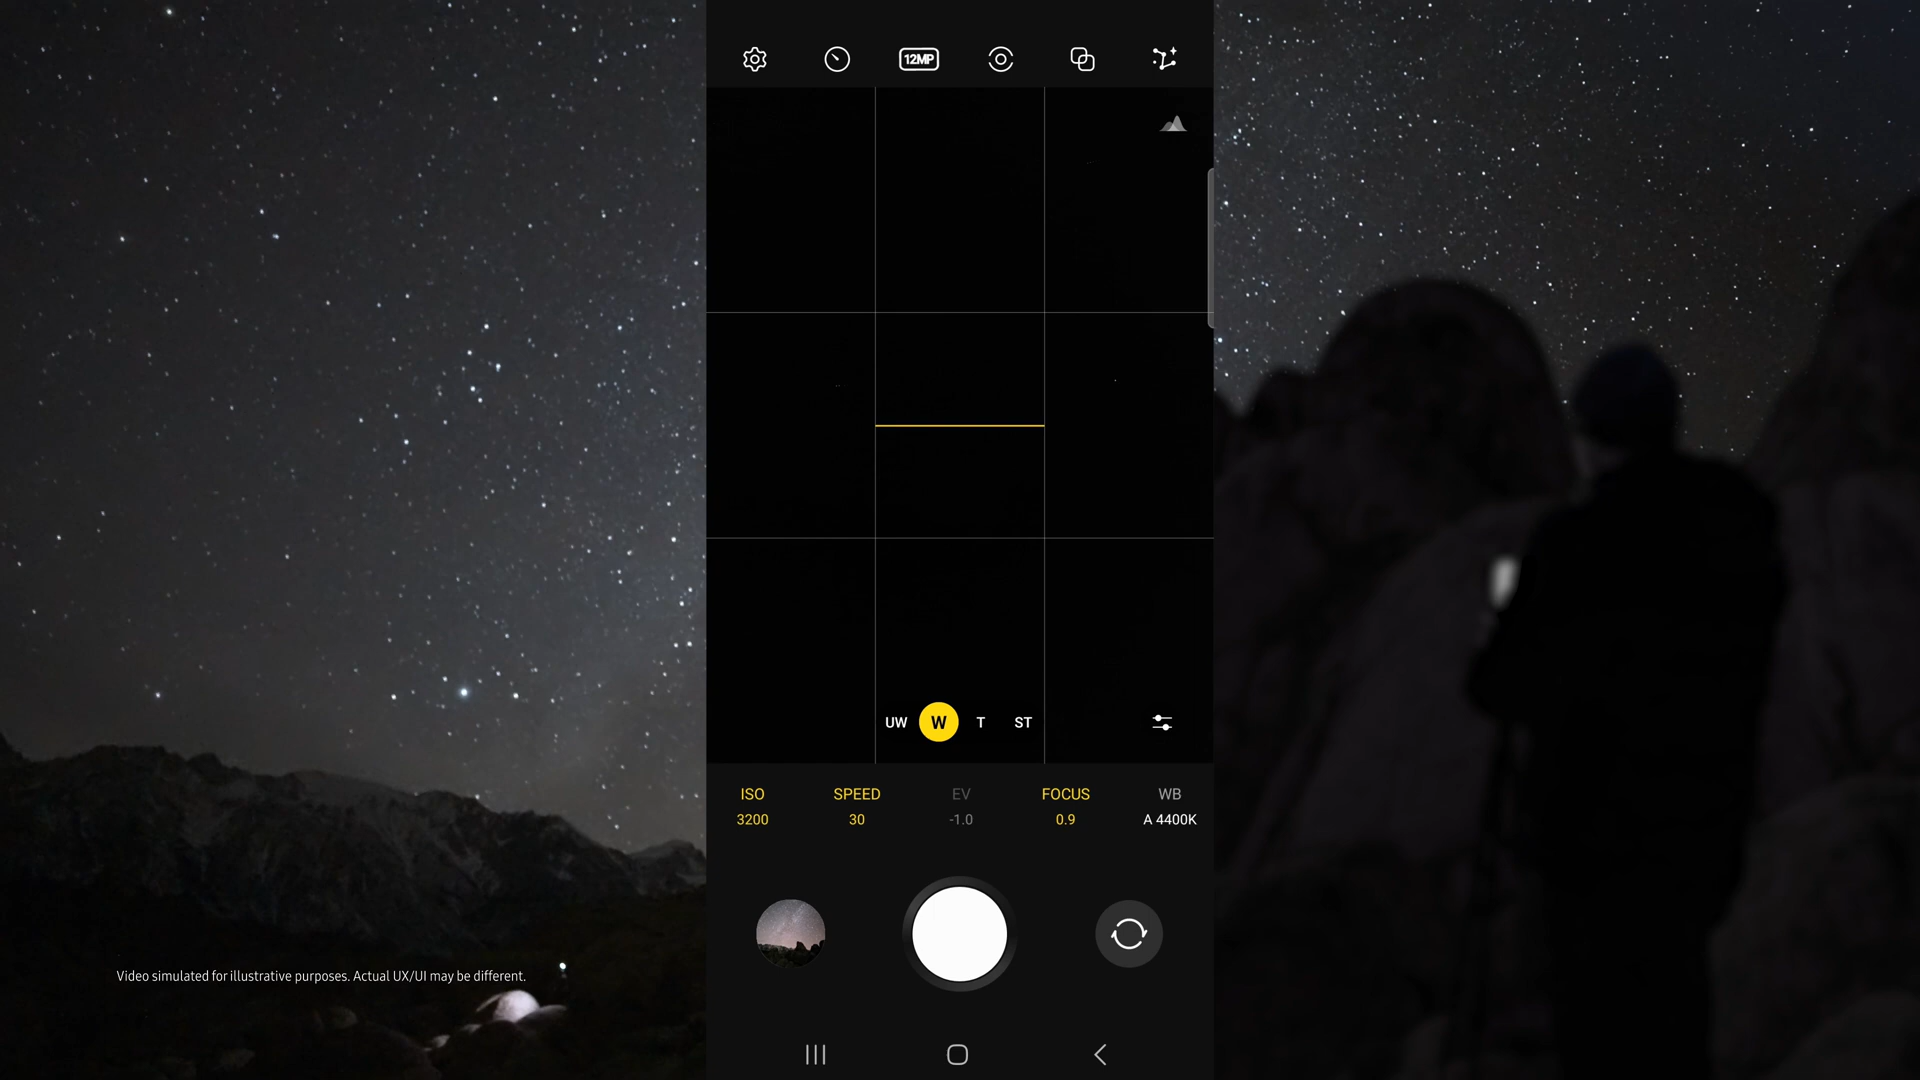 12MP
UW W T ST
ISO SPEED EV FOCUS WB
3200 30 -1.0 0.9 A 4400K
Video simulated for illustrative purposes. Actual UX/UI may be different.